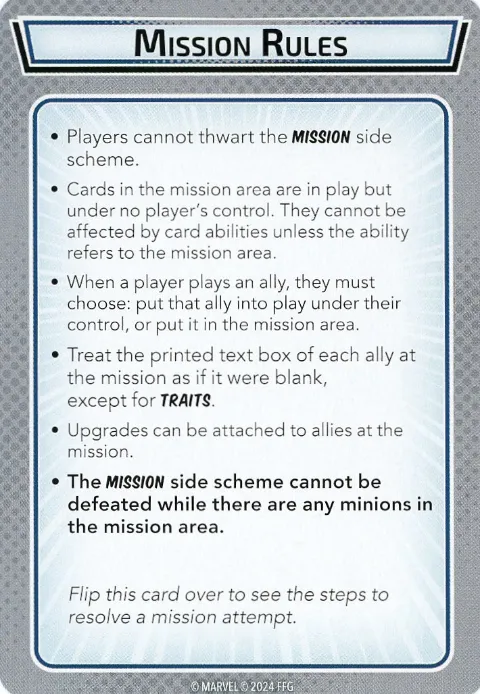 MISSION RULES
• Players cannot thwart the MISSION side
scheme.
• Cards in the mission area are in play but
under no player's control. They cannot be
affected by card abilities unless the ability
refers to the mission area.
• When a player plays an ally, they must
choose: put that ally into play under their
control, or put it in the mission area.
• Treat the printed text box of each ally at
the mission as if it were blank,
except for TRAITS.
• Upgrades can be attached to allies at the
mission.
• The MISSION side scheme cannot be
defeated while there are any minions in
the mission area.
Flip this card over to see the steps to
resolve a mission attempt.
© MARVEL © 2024 FFG